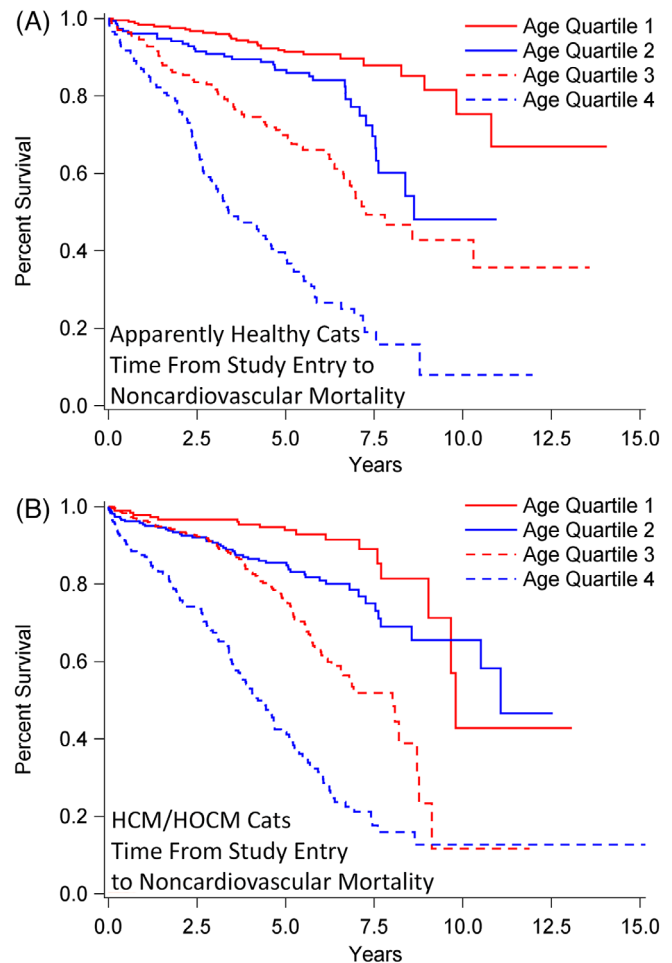 (A)
1.0
0.8
0.6
0.4
0.2
0.0
Percent Survival
Age Quartile 1
Age Quartile 2
Age Quartile 3
Age Quartile 4
Apparently Healthy Cats
Time From Study Entry to
Noncardiovascular Mortality
0.0 2.5 5.0 7.5 10.0 12.5 15.0
Years
(B)
1.0
0.8
0.6
0.4
0.2
0.0
Percent Survival
Age Quartile 1
Age Quartile 2
Age Quartile 3
Age Quartile 4
HCM/HOCM Cats
Time From Study Entry
to Noncardiovascular Mortality
0.0 2.5 5.0 7.5 10.0 12.5 15.0
Years